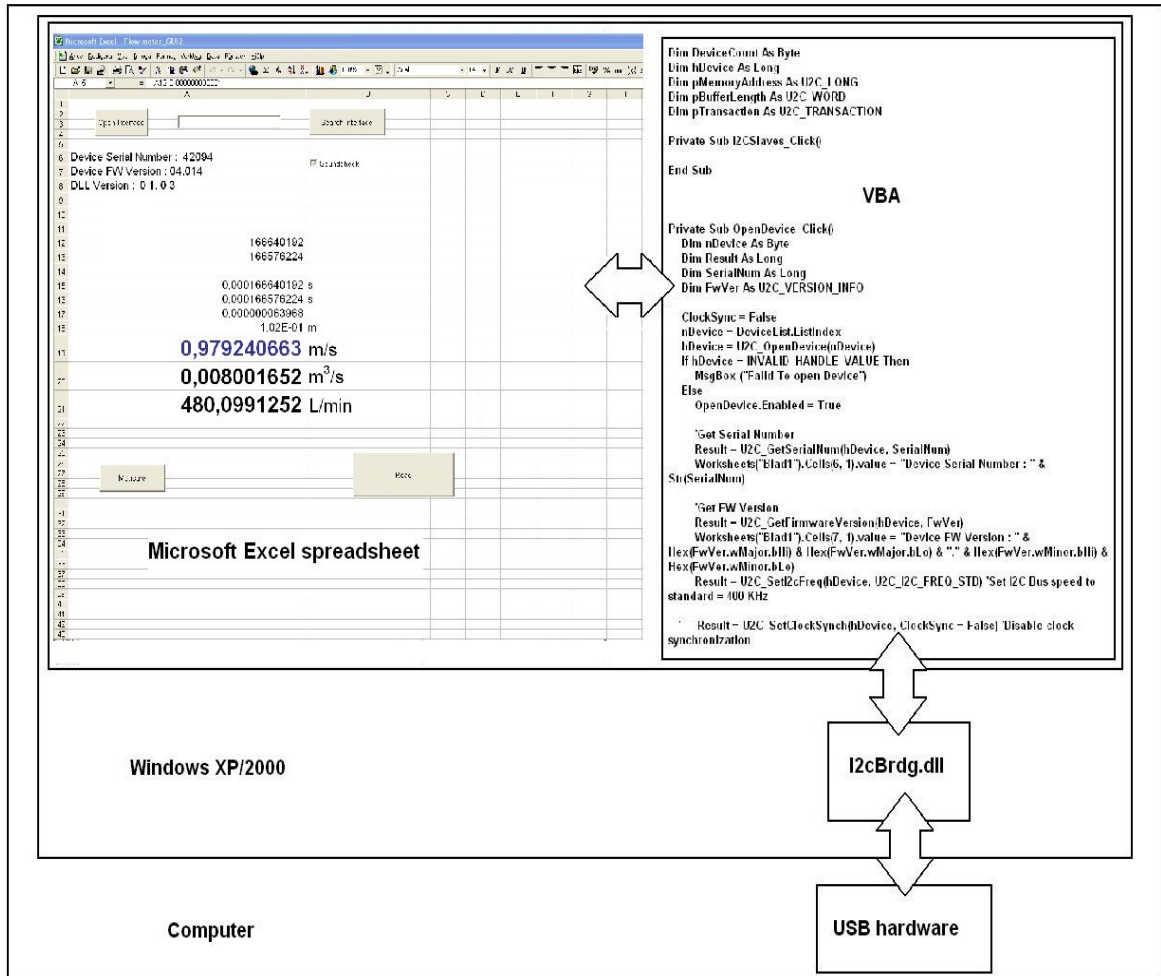 Microsoft Excel - Flow meter_GUI2
Open Interface
Search Interface
Device Serial Number : 42094
Soundcheck
Device FW Version : 04.014
DLL Version : 0 1. 0 3
166640192
166576224
0,000166640192 s
0,000166576224 s
0,000000063968
1,02E-01 m
0,979240663 m/s
0,008001652 m3/s
480,0991252 L/min
Measure
Read
Microsoft Excel spreadsheet
Dim DeviceCount As Byte
Dim hDevice As Long
Dim pMemoryAddress As U2C_LONG
Dim pBufferLength As U2C_WORD
Dim pTransaction As U2C_TRANSACTION
Private Sub I2CSlaves_Click()
End Sub
VBA
Private Sub OpenDevice_Click()
Dim nDevice As Byte
Dim Result As Long
Dim SerialNum As Long
Dim FwVer As U2C_VERSION_INFO
ClockSync = False
nDevice = DeviceList.ListIndex
hDevice = U2C_OpenDevice(nDevice)
If hDevice = INVALID_HANDLE_VALUE Then
MsgBox ("Faild To open Device")
Else
OpenDevice.Enabled = True
'Get Serial Number
Result = U2C_GetSerialNum(hDevice, SerialNum)
Worksheets("Blad1").Cells(6, 1).value = "Device Serial Number : " &
Str(SerialNum)
'Get FW Version
Result = U2C_GetFirmwareVersion(hDevice, FwVer)
Worksheets("Blad1").Cells(7, 1).value = "Device FW Version : " &
Hex(FwVer.wMajor.bHi) & Hex(FwVer.wMajor.bLo) & "." & Hex(FwVer.wMinor.bHi) &
Hex(FwVer.wMinor.bLo)
Result = U2C_SetI2cFreq(hDevice, U2C_I2C_FREQ_STD) 'Set I2C Bus speed to
standard = 400 KHz
' Result = U2C_SetClockSynch(hDevice, ClockSync = False) 'Disable clock
synchronization
Windows XP/2000
I2cBrdg.dll
Computer
USB hardware